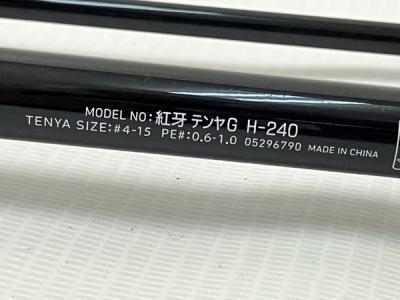 MODEL NO: 紅牙 テンヤG H-240
TENYA SIZE:#4-15 PE#:0.6-1.0 05296790 MADE IN CHINA